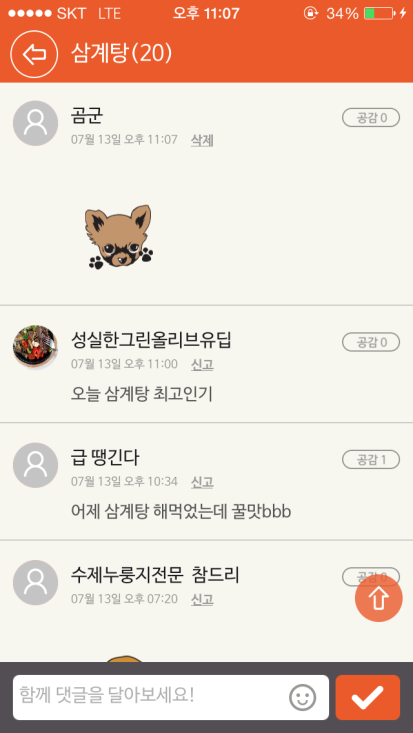 SKT LTE 오후 11:07 34%
삼계탕(20)
곰군 공감 0
07월 13일 오후 11:07 삭제
성실한그린올리브유딥 공감 0
07월 13일 오후 11:00 신고
오늘 삼계탕 최고인기
급 땡긴다 공감 1
07월 13일 오후 10:34 신고
어제 삼계탕 해먹었는데 꿀맛bbb
수제누룽지전문 참드리 공감 0
07월 13일 오후 07:20 신고
함께 댓글을 달아보세요!